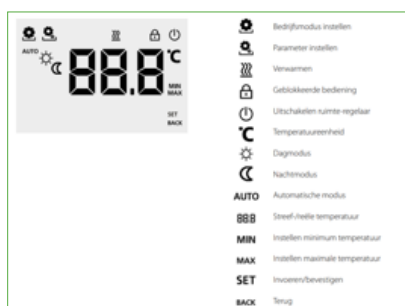 AUTO
88.8
°C
MIN
MAX
SET
BACK
Bedrijfsmodus instellen
Parameter instellen
Verwarmen
Geblokkeerde bediening
Uitschakelen ruimte-regelaar
°C Temperatuureenheid
Dagmodus
Nachtmodus
AUTO Automatische modus
88.8 Streef-/reële temperatuur
MIN Instellen minimum temperatuur
MAX Instellen maximale temperatuur
SET Invoeren/bevestigen
BACK Terug